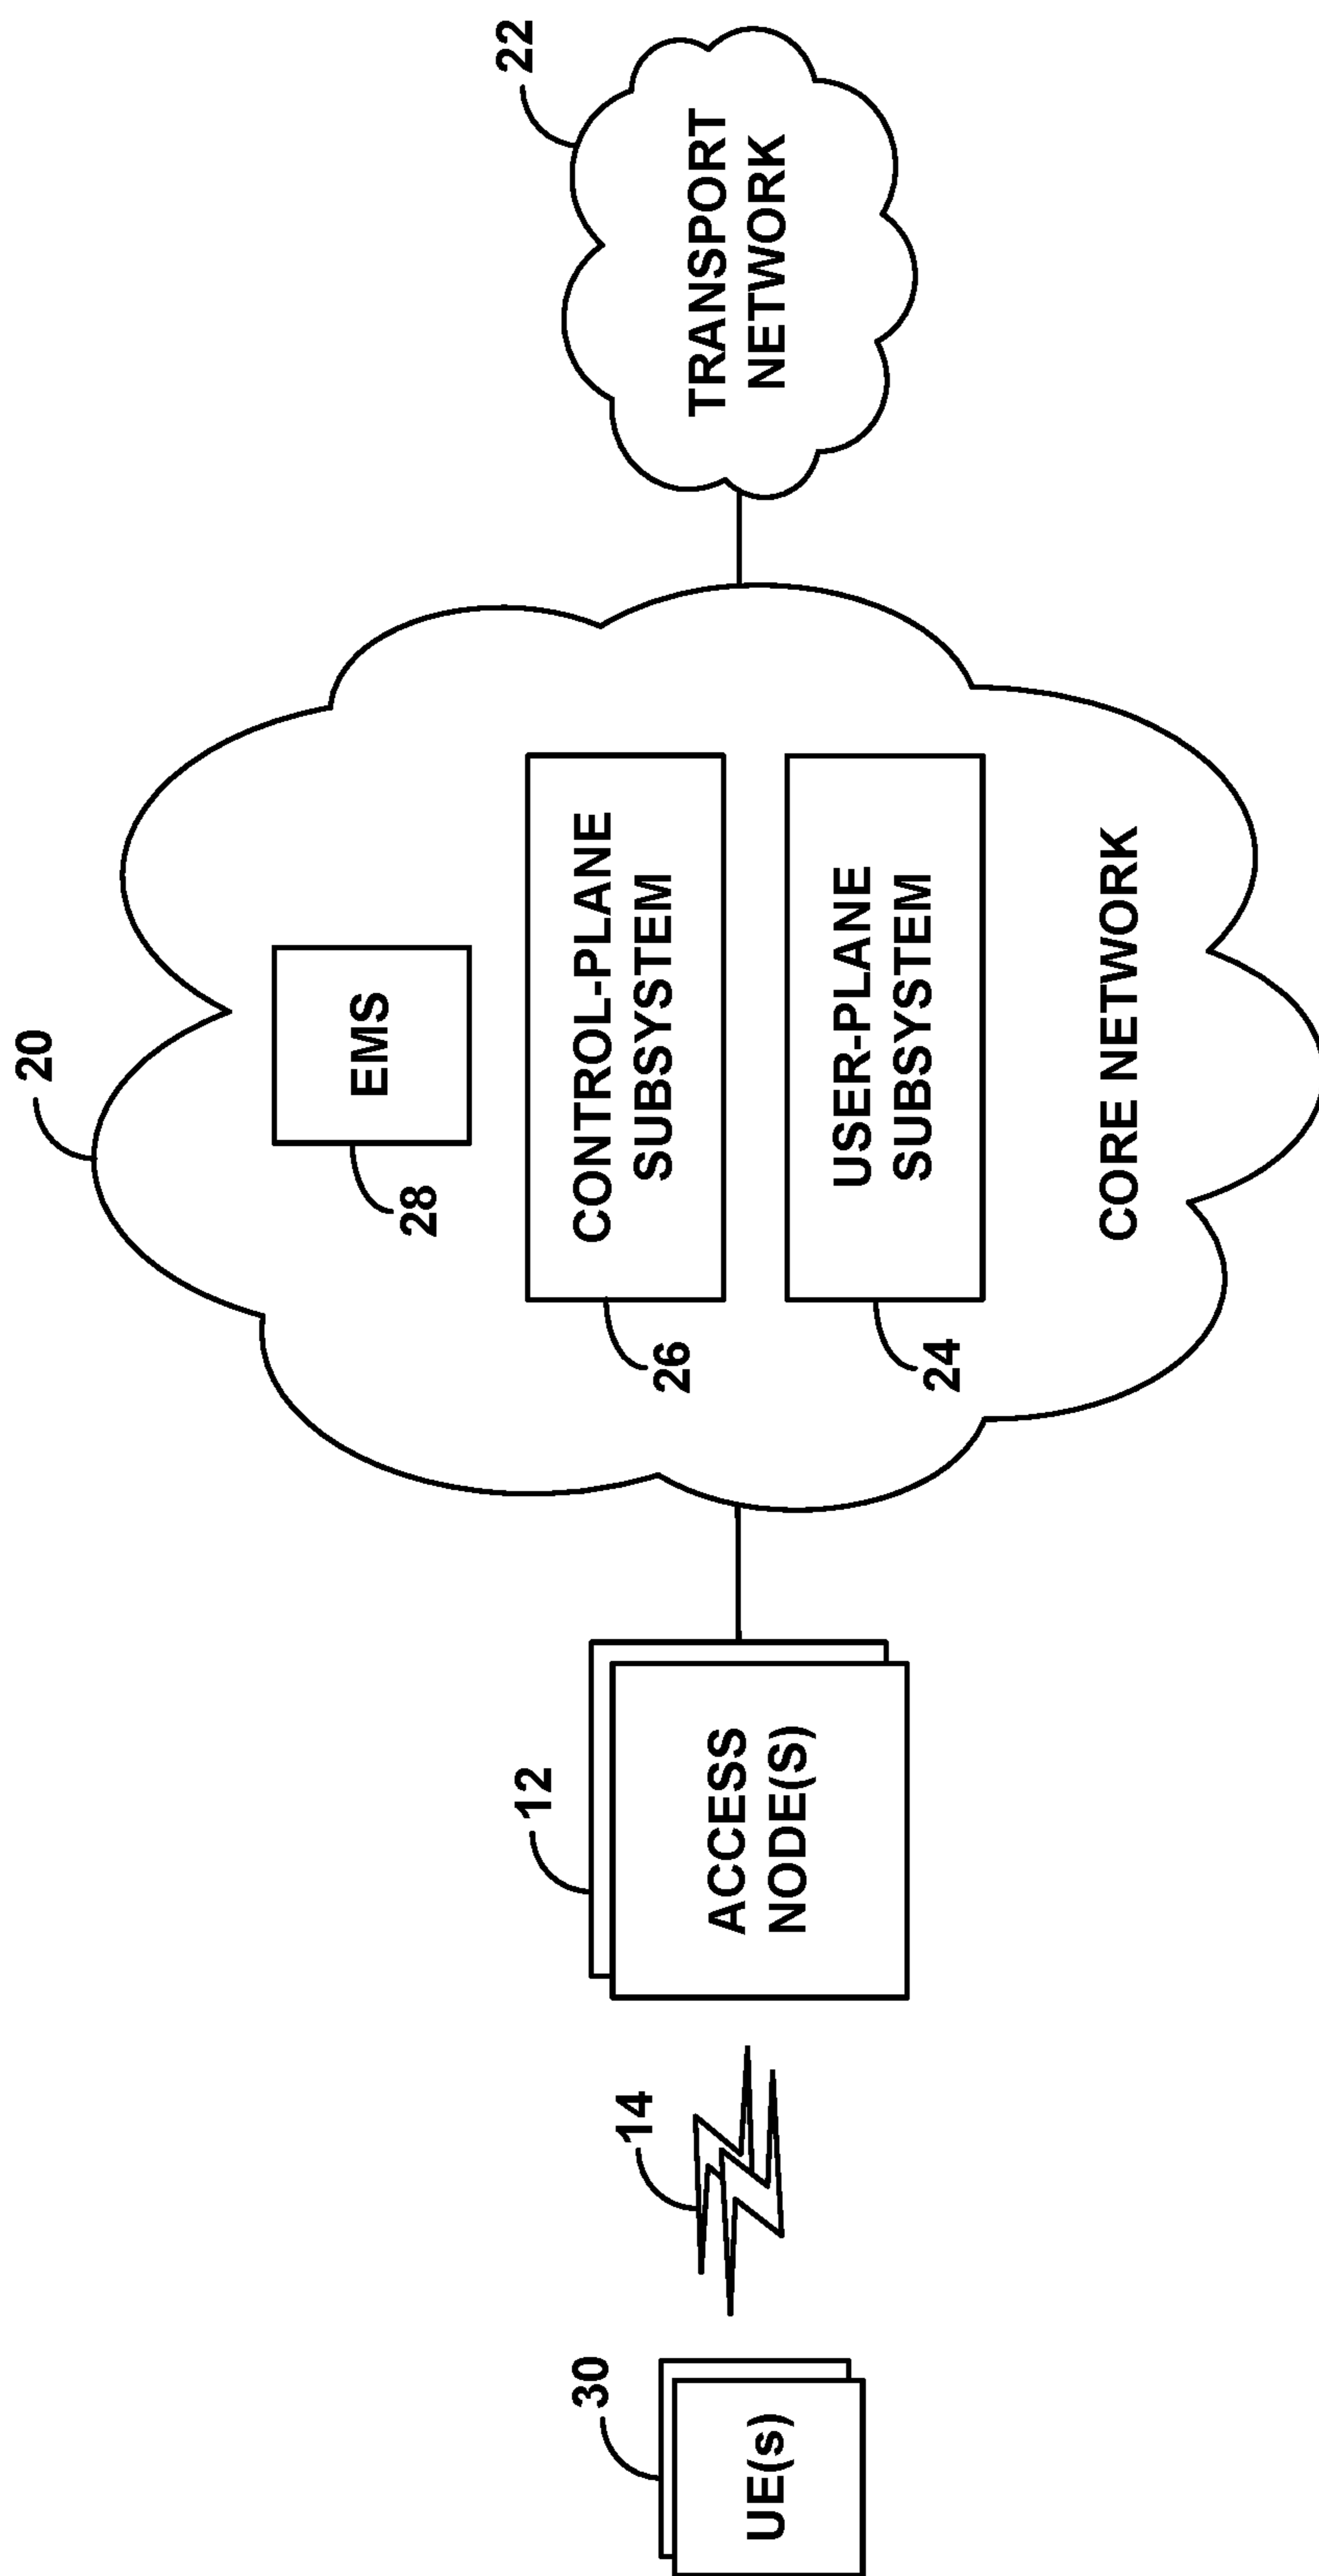 20
22
EMS
28
CONTROL-PLANE
SUBSYSTEM
26
TRANSPORT
NETWORK
12
ACCESS
NODE(S)
14
30
UE(s)
USER-PLANE
SUBSYSTEM
24
CORE NETWORK